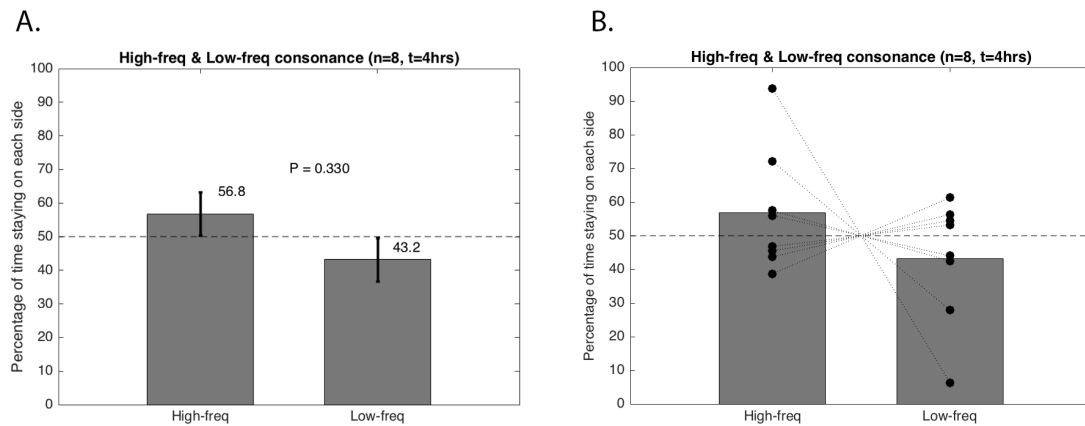 A.
High-freq & Low-freq consonance (n=8, t=4hrs)
Percentage of time staying on each side
100
90
80
70
60
50
40
30
20
10
0
P = 0.330
56.8
43.2
High-freq
Low-freq
B.
High-freq & Low-freq consonance (n=8, t=4hrs)
Percentage of time staying on each side
100
90
80
70
60
50
40
30
20
10
0
High-freq
Low-freq